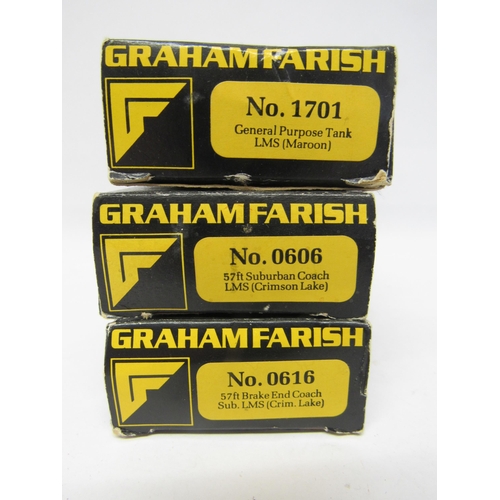 GRAHAM FARISH
No. 1701
General Purpose Tank
LMS (Maroon)
GRAHAM FARISH
No. 0606
57ft Suburban Coach
LMS (Crimson Lake)
GRAHAM FARISH
No. 0616
57ft Brake End Coach
Sub. LMS (Crim. Lake)